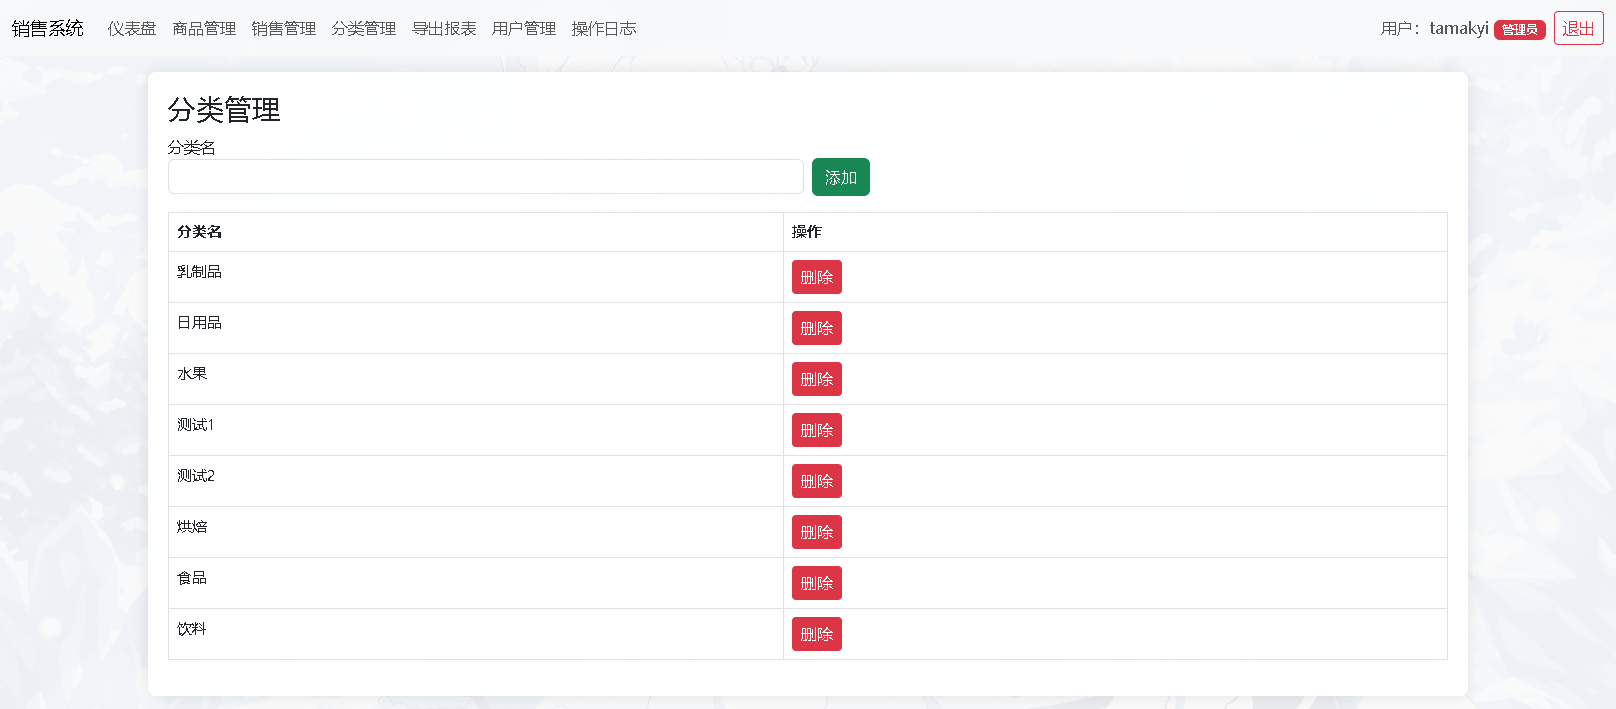 销售系统 仪表盘 商品管理 销售管理 分类管理 导出报表 用户管理 操作日志 用户：tamakyi 管理员 退出
分类管理
分类名
添加
分类名 操作
乳制品 删除
日用品 删除
水果 删除
测试1 删除
测试2 删除
烘焙 删除
食品 删除
饮料 删除